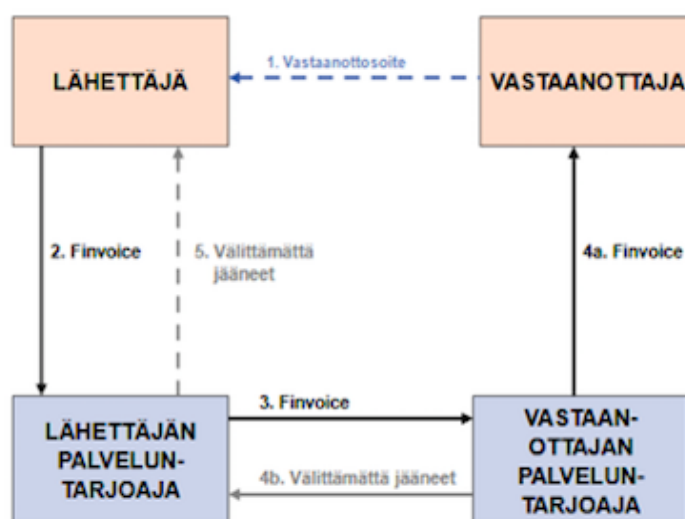 1. Vastaanottosoite
LÄHETTÄJÄ
VASTAANOTTAJA
2. Finvoice
5. Välittämättä
jääneet
4a. Finvoice
3. Finvoice
LÄHETTÄJÄN
PALVELUN-
TARJOAJA
4b. Välittämättä jääneet
VASTAAN-
OTTAJAN
PALVELUN-
TARJOAJA